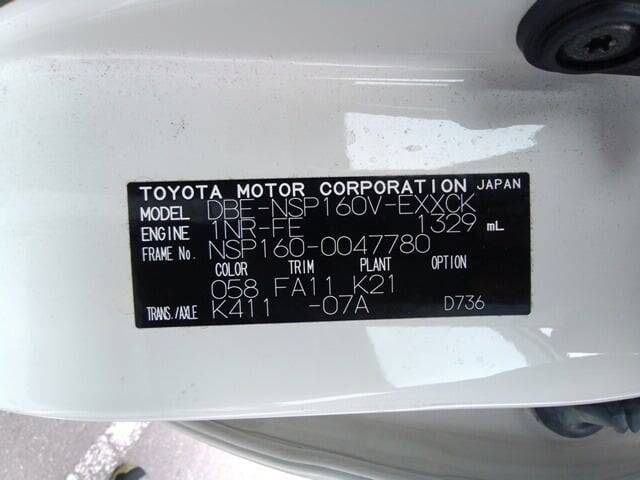 TOYOTA MOTOR CORPORATION JAPAN
MODEL DBE-NSP160V-EXXCK
ENGINE 1NR-FE 1329 mL
FRAME No. NSP160-0047780
COLOR TRIM PLANT OPTION
058 FA11 K21
TRANS./AXLE K411 -07A D736